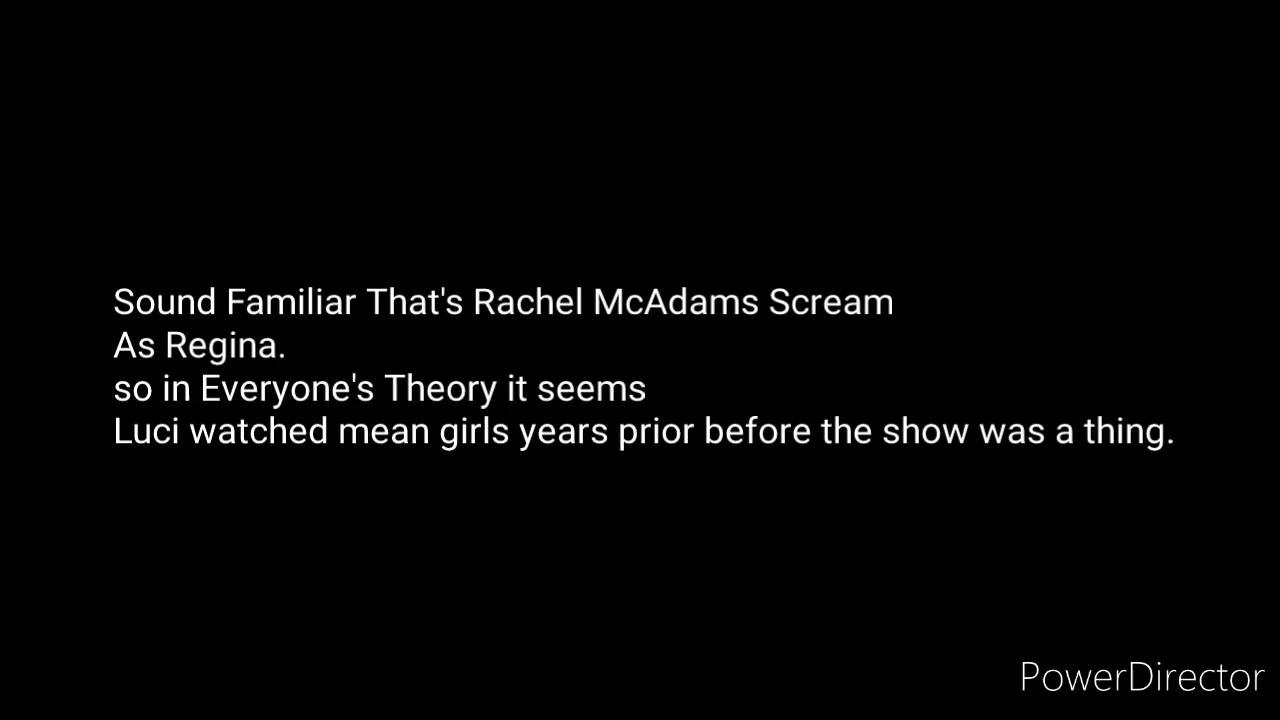 Sound Familiar That's Rachel McAdams Scream
As Regina.
so in Everyone's Theory it seems
Luci watched mean girls years prior before the show was a thing.
PowerDirector